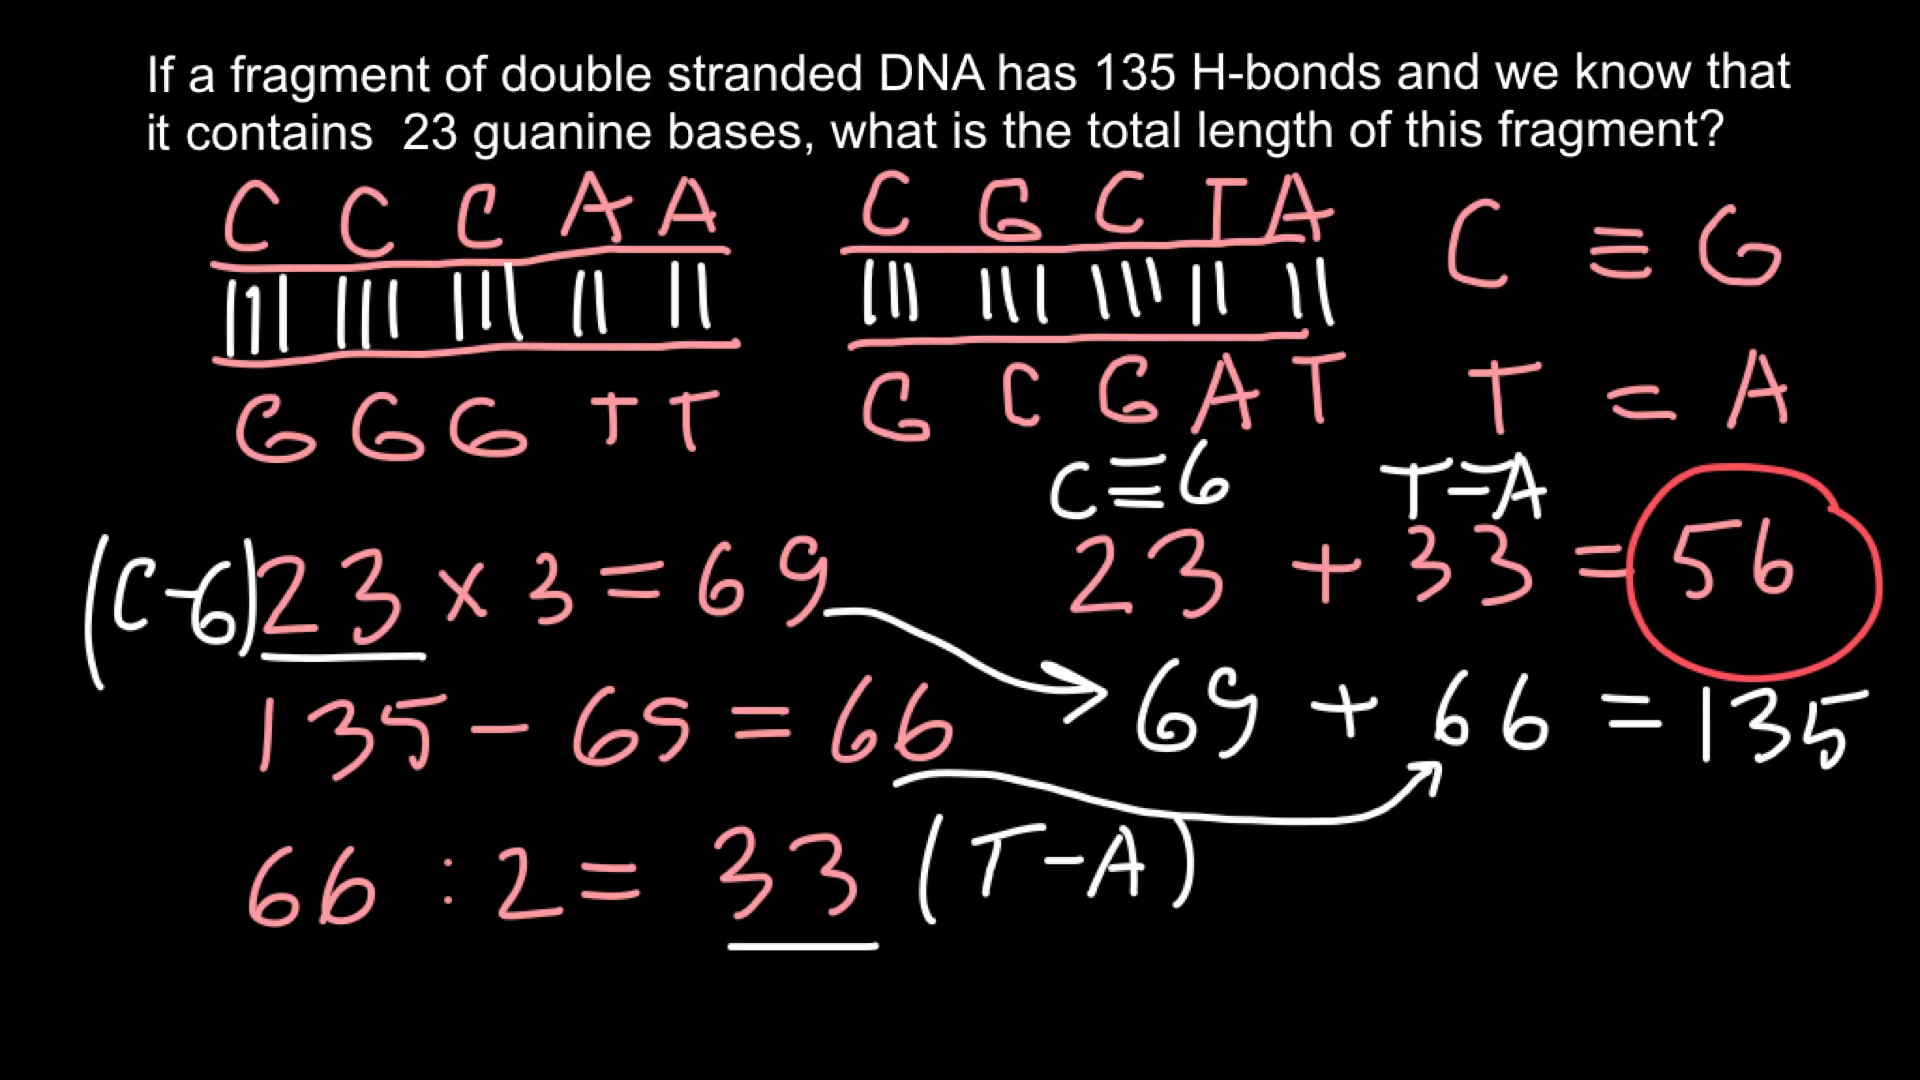 If a fragment of double stranded DNA has 135 H-bonds and we know that
it contains 23 guanine bases, what is the total length of this fragment?
C C C A A
G G G T T
C G C T A
G C G A T
C ≡ G
T = A
(C-G) 23 × 3 = 69
135 - 69 = 66
66 : 2 = 33 (T-A)
C≡G T=A
23 + 33 = 56
69 + 66 = 135